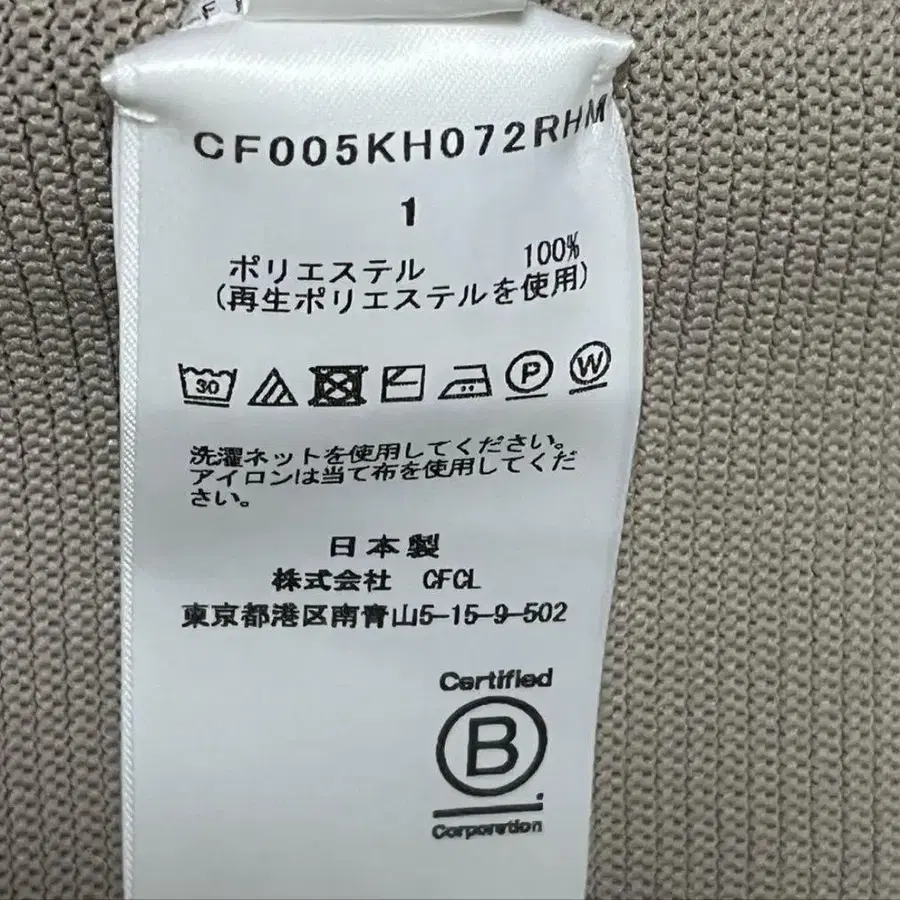 CF005KH072RHM
1
ポリエステル 100%
(再生ポリエステルを使用)
30 P W
洗濯ネットを使用してください。
アイロンは当て布を使用してくだ
さい。
日本製
株式会社 CFCL
東京都港区南青山5-15-9-502
Certified
B
Corporation